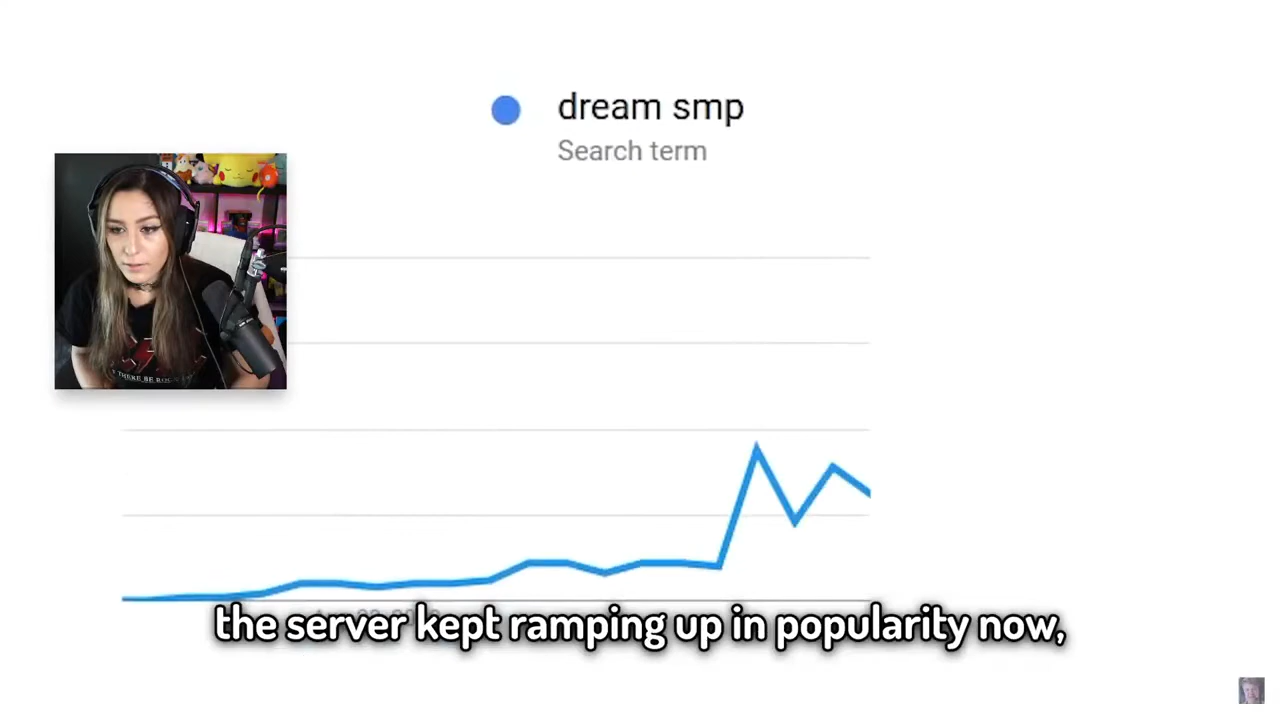 dream smp
Search term
the server kept ramping up in popularity now,